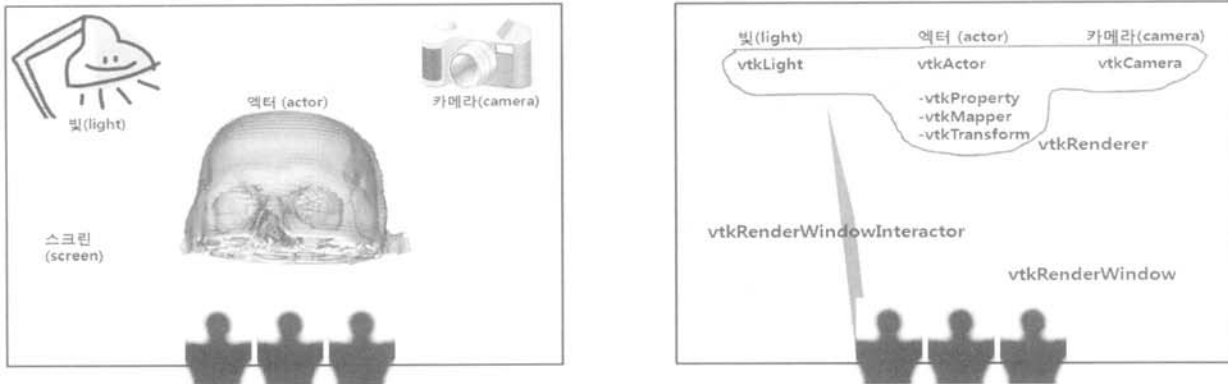 빛(light)
엑터 (actor)
카메라(camera)
스크린
(screen)
빛(light)
엑터 (actor)
카메라(camera)
vtkLight
vtkActor
vtkCamera
-vtkProperty
-vtkMapper
-vtkTransform
vtkRenderer
vtkRenderWindowInteractor
vtkRenderWindow